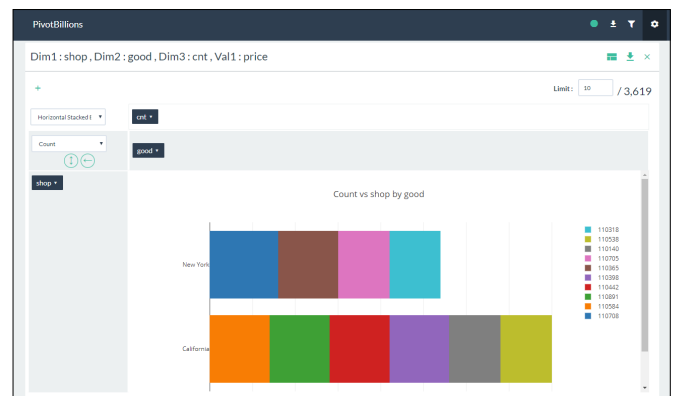 PivotBillions
Dim1 : shop , Dim2 : good , Dim3 : cnt , Val1 : price
+
Limit : 10 / 3,619
Horizontal Stacked E
cnt
Count
good
shop
Count vs shop by good
110318
110538
110140
110705
110365
110398
110442
110891
110584
110708
New York
California